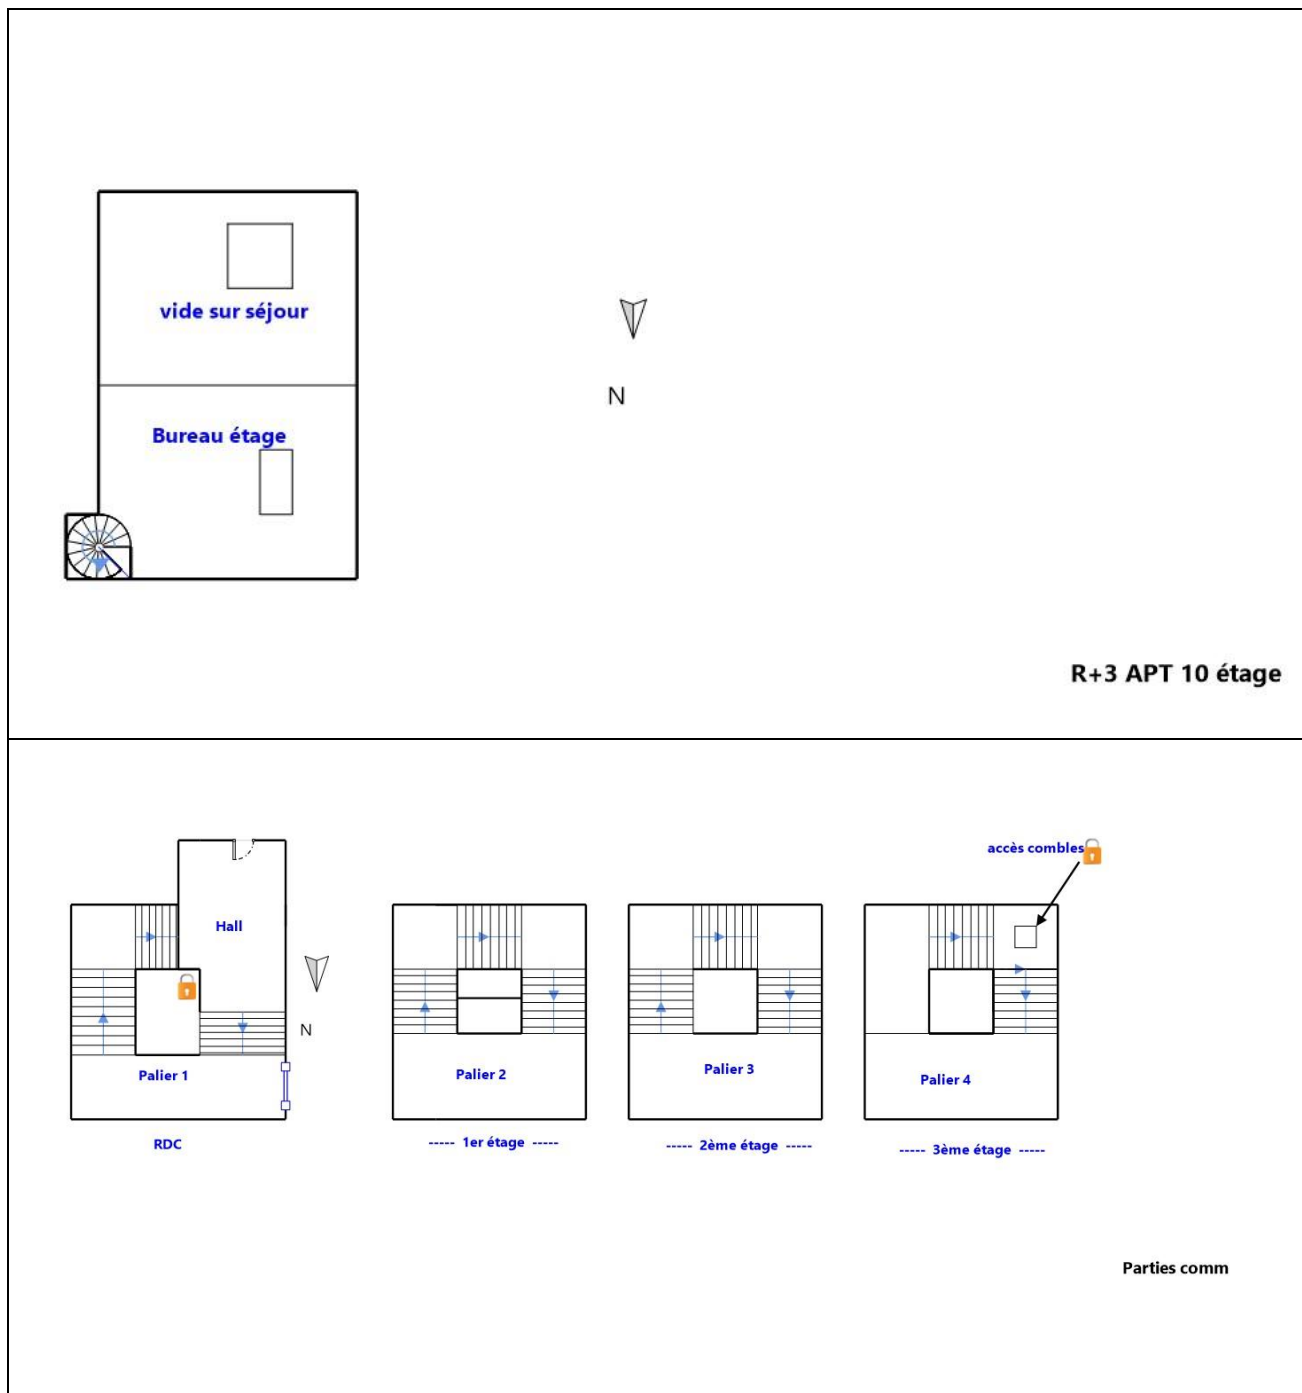 vide sur séjour
N
Bureau étage
R+3 APT 10 étage
accès combles
Hall
N
Palier 1
Palier 2
Palier 3
Palier 4
RDC
----- 1er étage -----
----- 2ème étage -----
----- 3ème étage -----
Parties comm